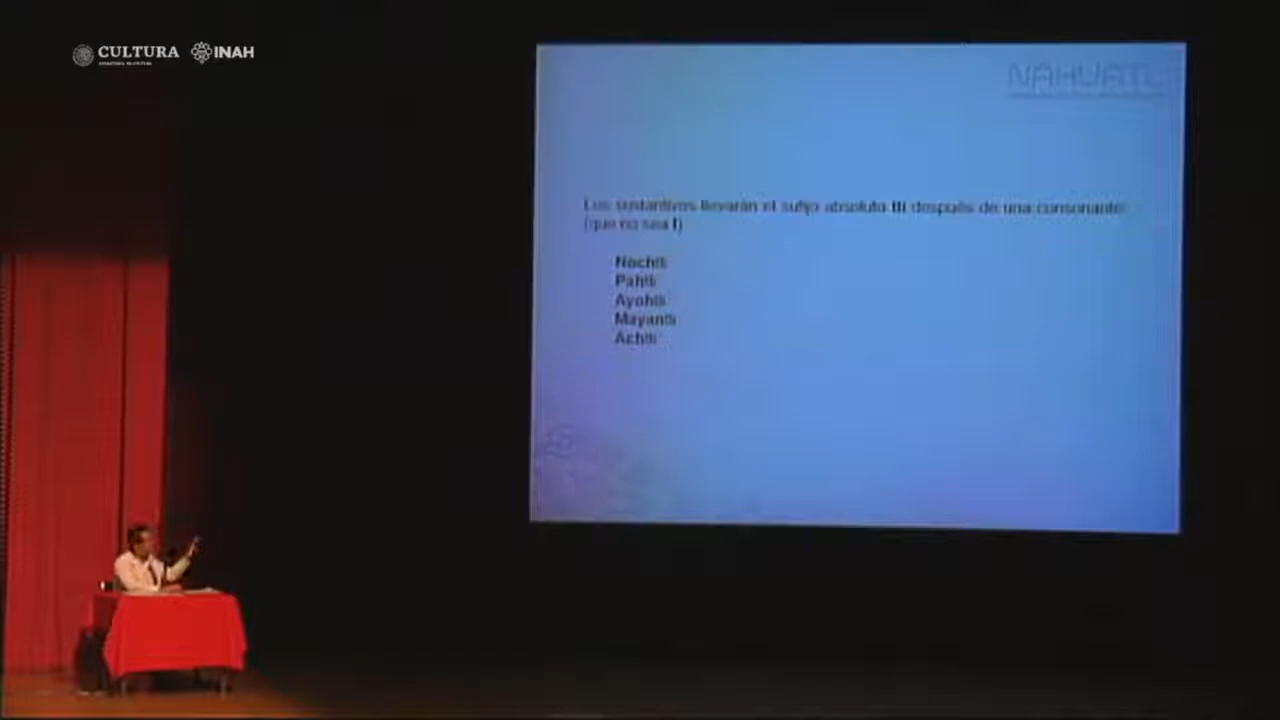 CULTURA
INAH
NAHUATL
Los sustantivos llevarán el sufijo absoluto tli después de una consonante
(que no sea l)
Nochtli
Pahtli
Ayohtli
Mayantli
Achtli